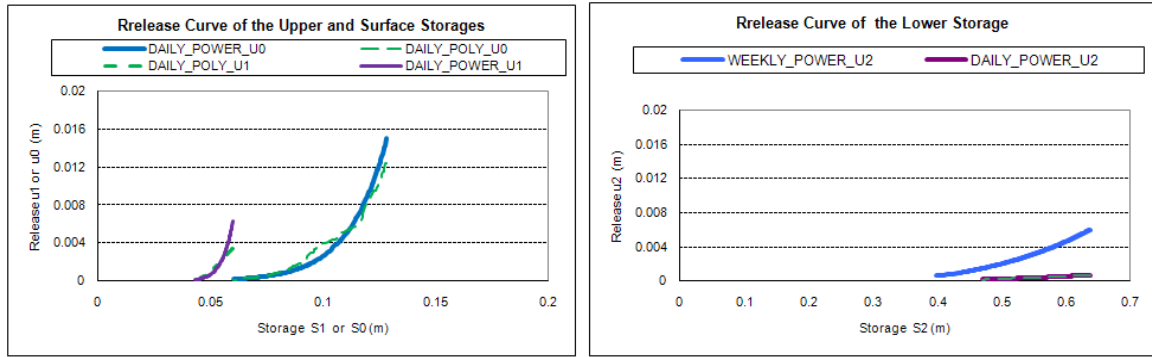 Rrelease Curve of the Upper and Surface Storages
DAILY_POWER_U0
DAILY_POLY_U0
DAILY_POLY_U1
DAILY_POWER_U1
0.02
0.016
0.012
0.008
0.004
0
Release u1 or u0 (m)
0
0.05
0.1
0.15
0.2
Storage S1 or S0 (m)
Rrelease Curve of the Lower Storage
WEEKLY_POWER_U2
DAILY_POWER_U2
0.02
0.016
0.012
0.008
0.004
0
Release u2 (m)
0
0.1
0.2
0.3
0.4
0.5
0.6
0.7
Storage S2 (m)